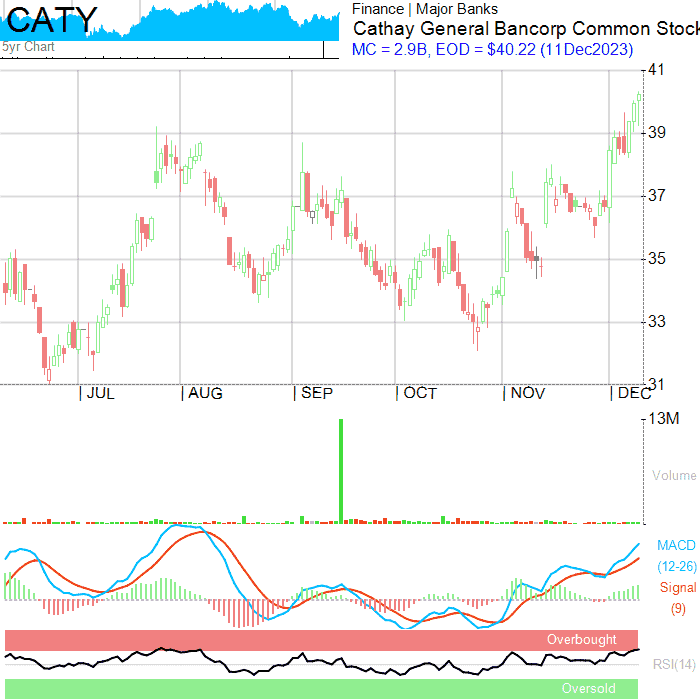 CATY
5yr Chart
Finance | Major Banks
Cathay General Bancorp Common Stock
MC = 2.9B, EOD = $40.22 (11Dec2023)
41
39
37
35
33
31
JUL
AUG
SEP
OCT
NOV
DEC
13M
Volume
MACD
(12-26)
Signal
(9)
Overbought
RSI(14)
Oversold